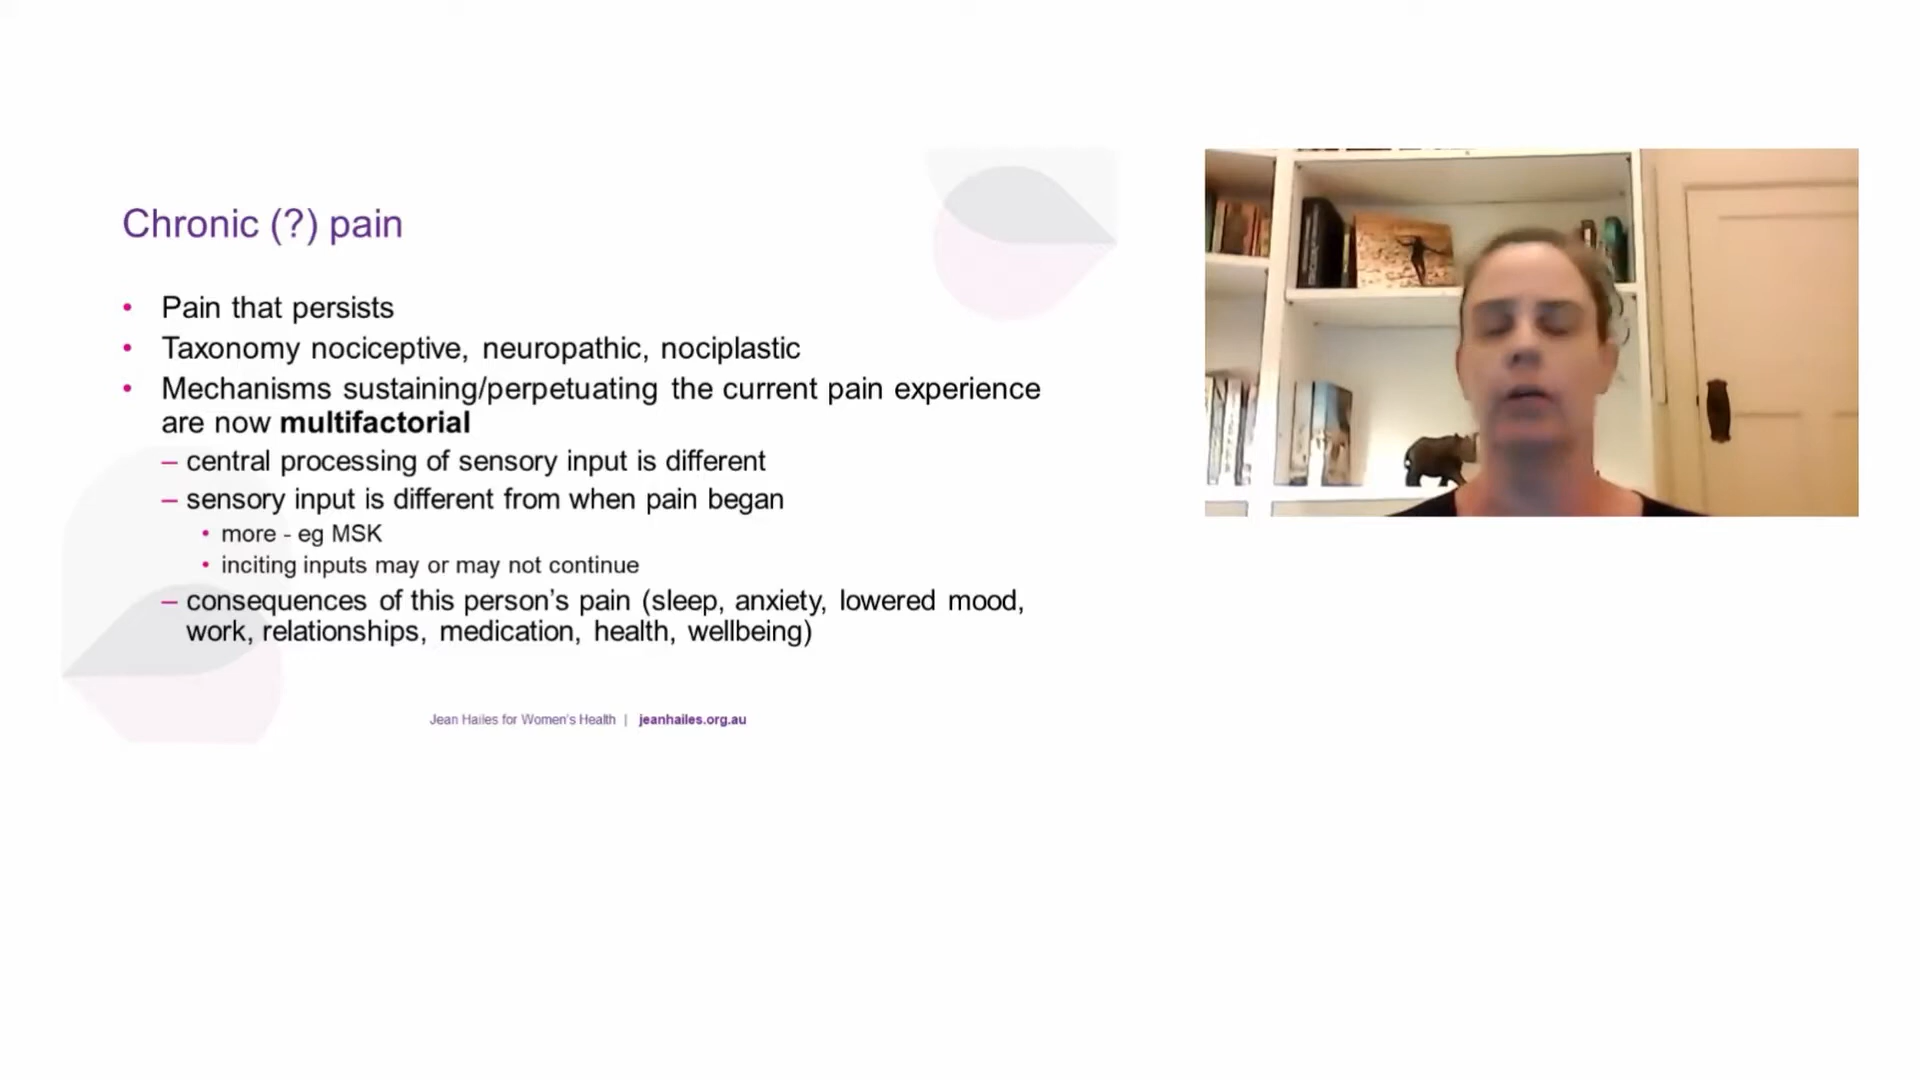 Chronic (?) pain
• Pain that persists
• Taxonomy nociceptive, neuropathic, nociplastic
• Mechanisms sustaining/perpetuating the current pain experience
are now multifactorial
– central processing of sensory input is different
– sensory input is different from when pain began
• more - eg MSK
• inciting inputs may or may not continue
– consequences of this person's pain (sleep, anxiety, lowered mood,
work, relationships, medication, health, wellbeing)
Jean Hailes for Women's Health | jeanhailes.org.au